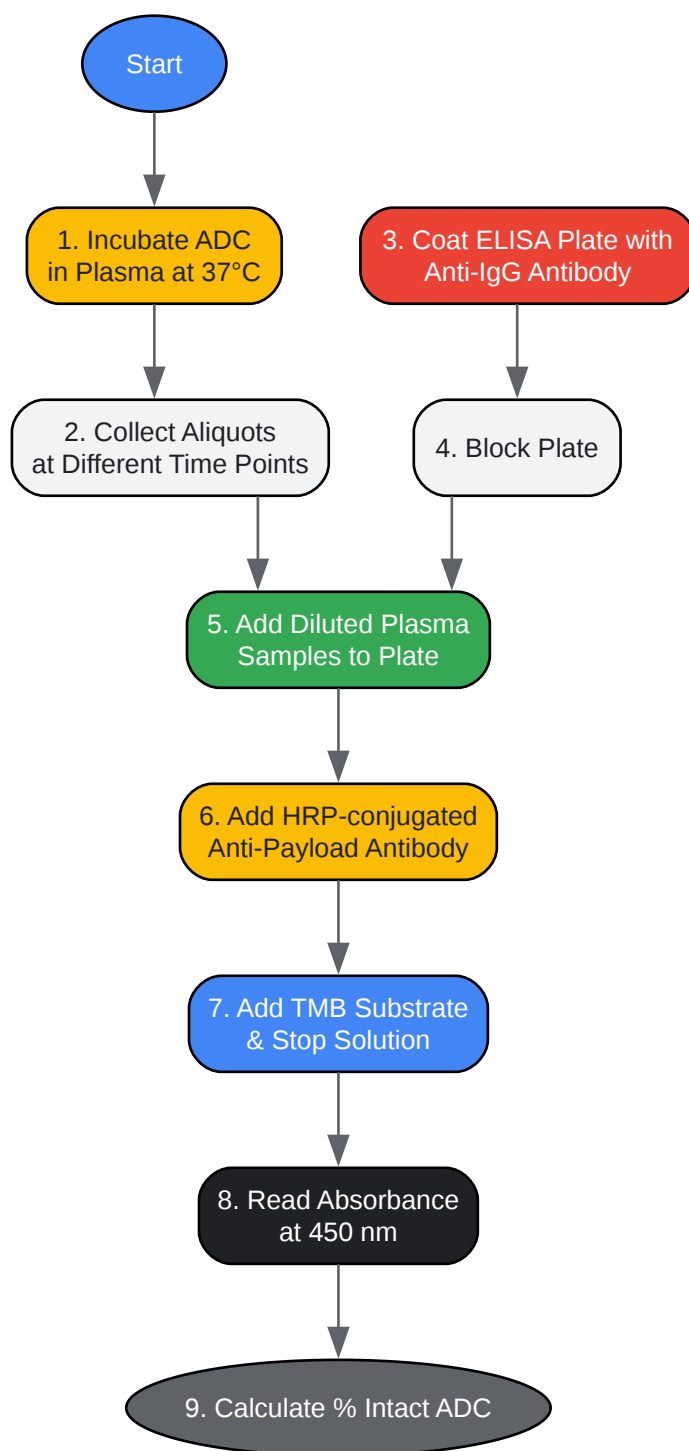 Start
1. Incubate ADC
in Plasma at 37°C
3. Coat ELISA Plate with
Anti-IgG Antibody
2. Collect Aliquots
at Different Time Points
4. Block Plate
5. Add Diluted Plasma
Samples to Plate
6. Add HRP-conjugated
Anti-Payload Antibody
7. Add TMB Substrate
& Stop Solution
8. Read Absorbance
at 450 nm
9. Calculate % Intact ADC